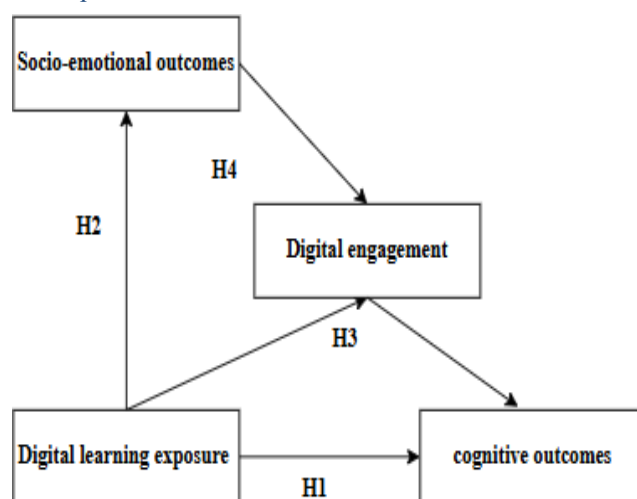 Socio-emotional outcomes
H4
H2
Digital engagement
H3
Digital learning exposure
cognitive outcomes
H1